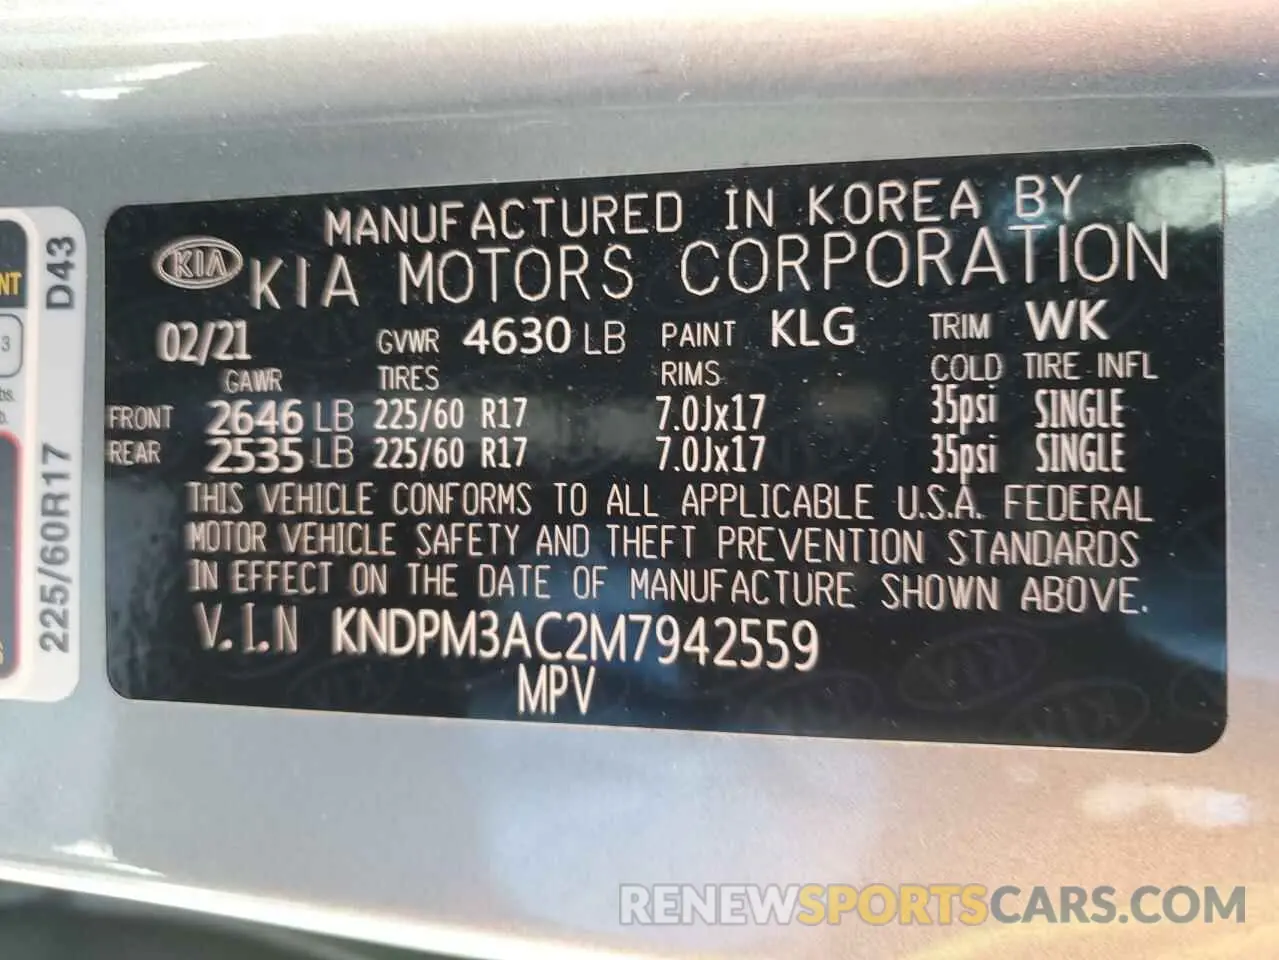 MANUFACTURED IN KOREA BY
KIA KIA MOTORS CORPORATION
02/21 GVWR 4630 LB PAINT KLG TRIM WK
GAWR TIRES RIMS COLD TIRE INFL
FRONT 2646 LB 225/60 R17 7.0Jx17 35psi SINGLE
REAR 2535 LB 225/60 R17 7.0Jx17 35psi SINGLE
THIS VEHICLE CONFORMS TO ALL APPLICABLE U.S.A. FEDERAL
MOTOR VEHICLE SAFETY AND THEFT PREVENTION STANDARDS
IN EFFECT ON THE DATE OF MANUFACTURE SHOWN ABOVE.
V.I.N KNDPM3AC2M7942559
MPV
225/60R17 D43
NT
3
RENEWSPORTSCARS.COM